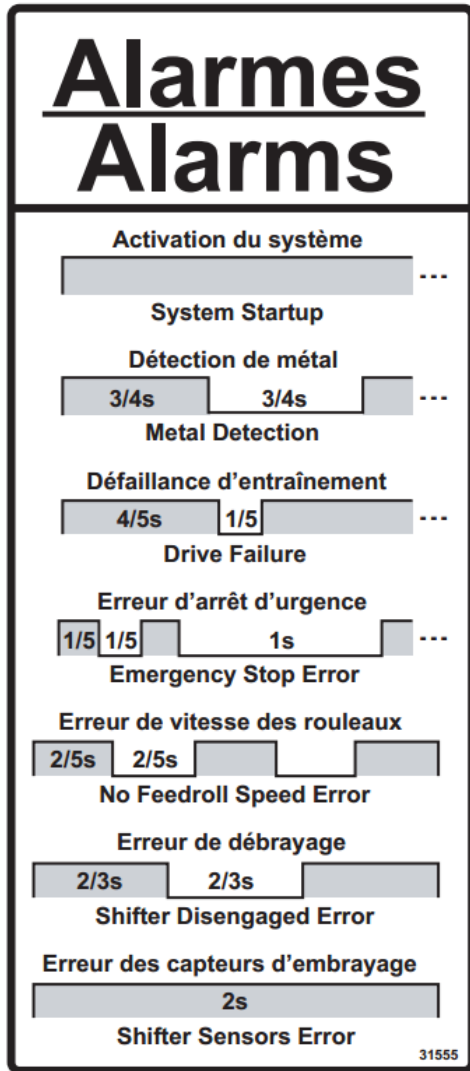 Alarmes
Alarms
Activation du système
---
System Startup
Détection de métal
3/4s 3/4s ---
Metal Detection
Défaillance d'entraînement
4/5s 1/5 ---
Drive Failure
Erreur d'arrêt d'urgence
1/5 1/5 1s ---
Emergency Stop Error
Erreur de vitesse des rouleaux
2/5s 2/5s
No Feedroll Speed Error
Erreur de débrayage
2/3s 2/3s
Shifter Disengaged Error
Erreur des capteurs d'embrayage
2s
Shifter Sensors Error
31555